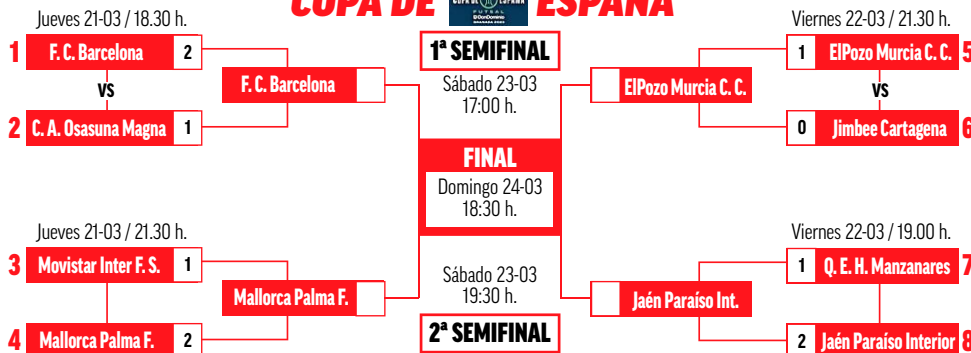 COPA DE ESPAÑA
COPA DE ESPAÑA
FUTSAL
Jueves 21-03 / 18.30 h.
1 F. C. Barcelona 2
vs
2 C. A. Osasuna Magna 1
F. C. Barcelona
1ª SEMIFINAL
Sábado 23-03
17:00 h.
ElPozo Murcia C. C.
Viernes 22-03 / 21.30 h.
1 ElPozo Murcia C. C. 5
vs
0 Jimbee Cartagena 6
FINAL
Domingo 24-03
18:30 h.
Jueves 21-03 / 21.30 h.
3 Movistar Inter F. S. 1
4 Mallorca Palma F. 2
Mallorca Palma F.
Sábado 23-03
19:30 h.
2ª SEMIFINAL
Jaén Paraíso Int.
Viernes 22-03 / 19.00 h.
1 Q. E. H. Manzanares 7
2 Jaén Paraíso Interior 8